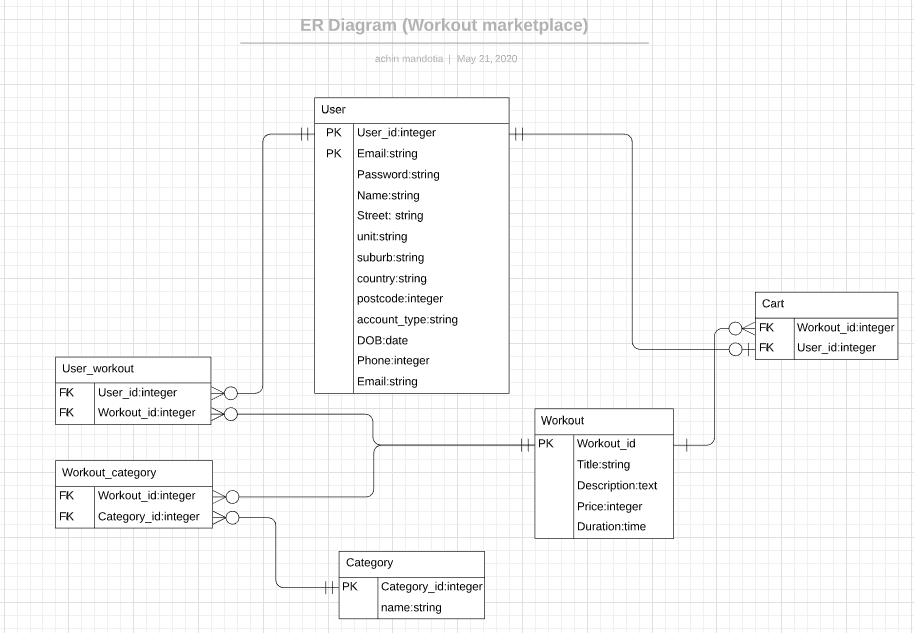 ER Diagram (Workout marketplace)
achin mandotia | May 21, 2020
User
PK User_id:integer
PK Email:string
Password:string
Name:string
Street: string
unit:string
suburb:string
country:string
postcode:integer
account_type:string
DOB:date
Phone:integer
Email:string
Cart
FK Workout_id:integer
FK User_id:integer
User_workout
FK User_id:integer
FK Workout_id:integer
Workout
PK Workout_id
Title:string
Description:text
Price:integer
Duration:time
Workout_category
FK Workout_id:integer
FK Category_id:integer
Category
PK Category_id:integer
name:string